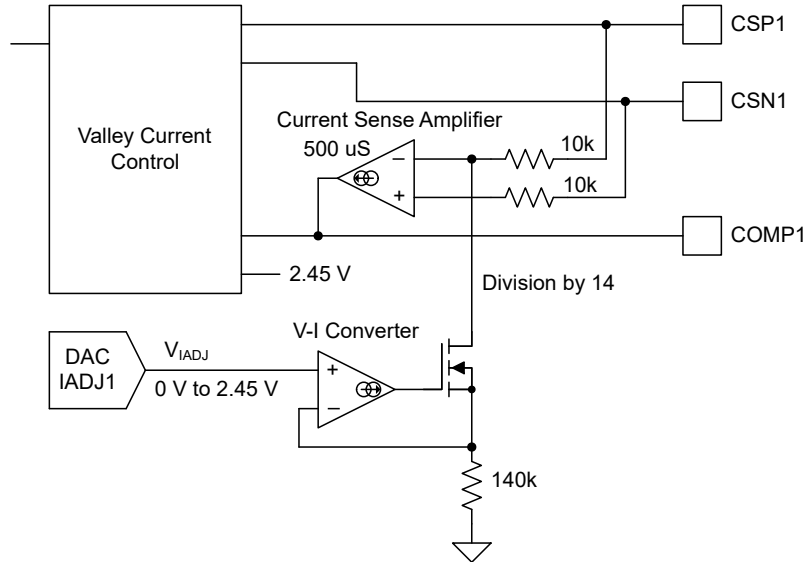 CSP1
Valley Current
Control
CSN1
Current Sense Amplifier
500 uS
−
+
10k
10k
COMP1
2.45 V
Division by 14
V-I Converter
DAC
IADJ1
VIADJ
0 V to 2.45 V
+
−
140k